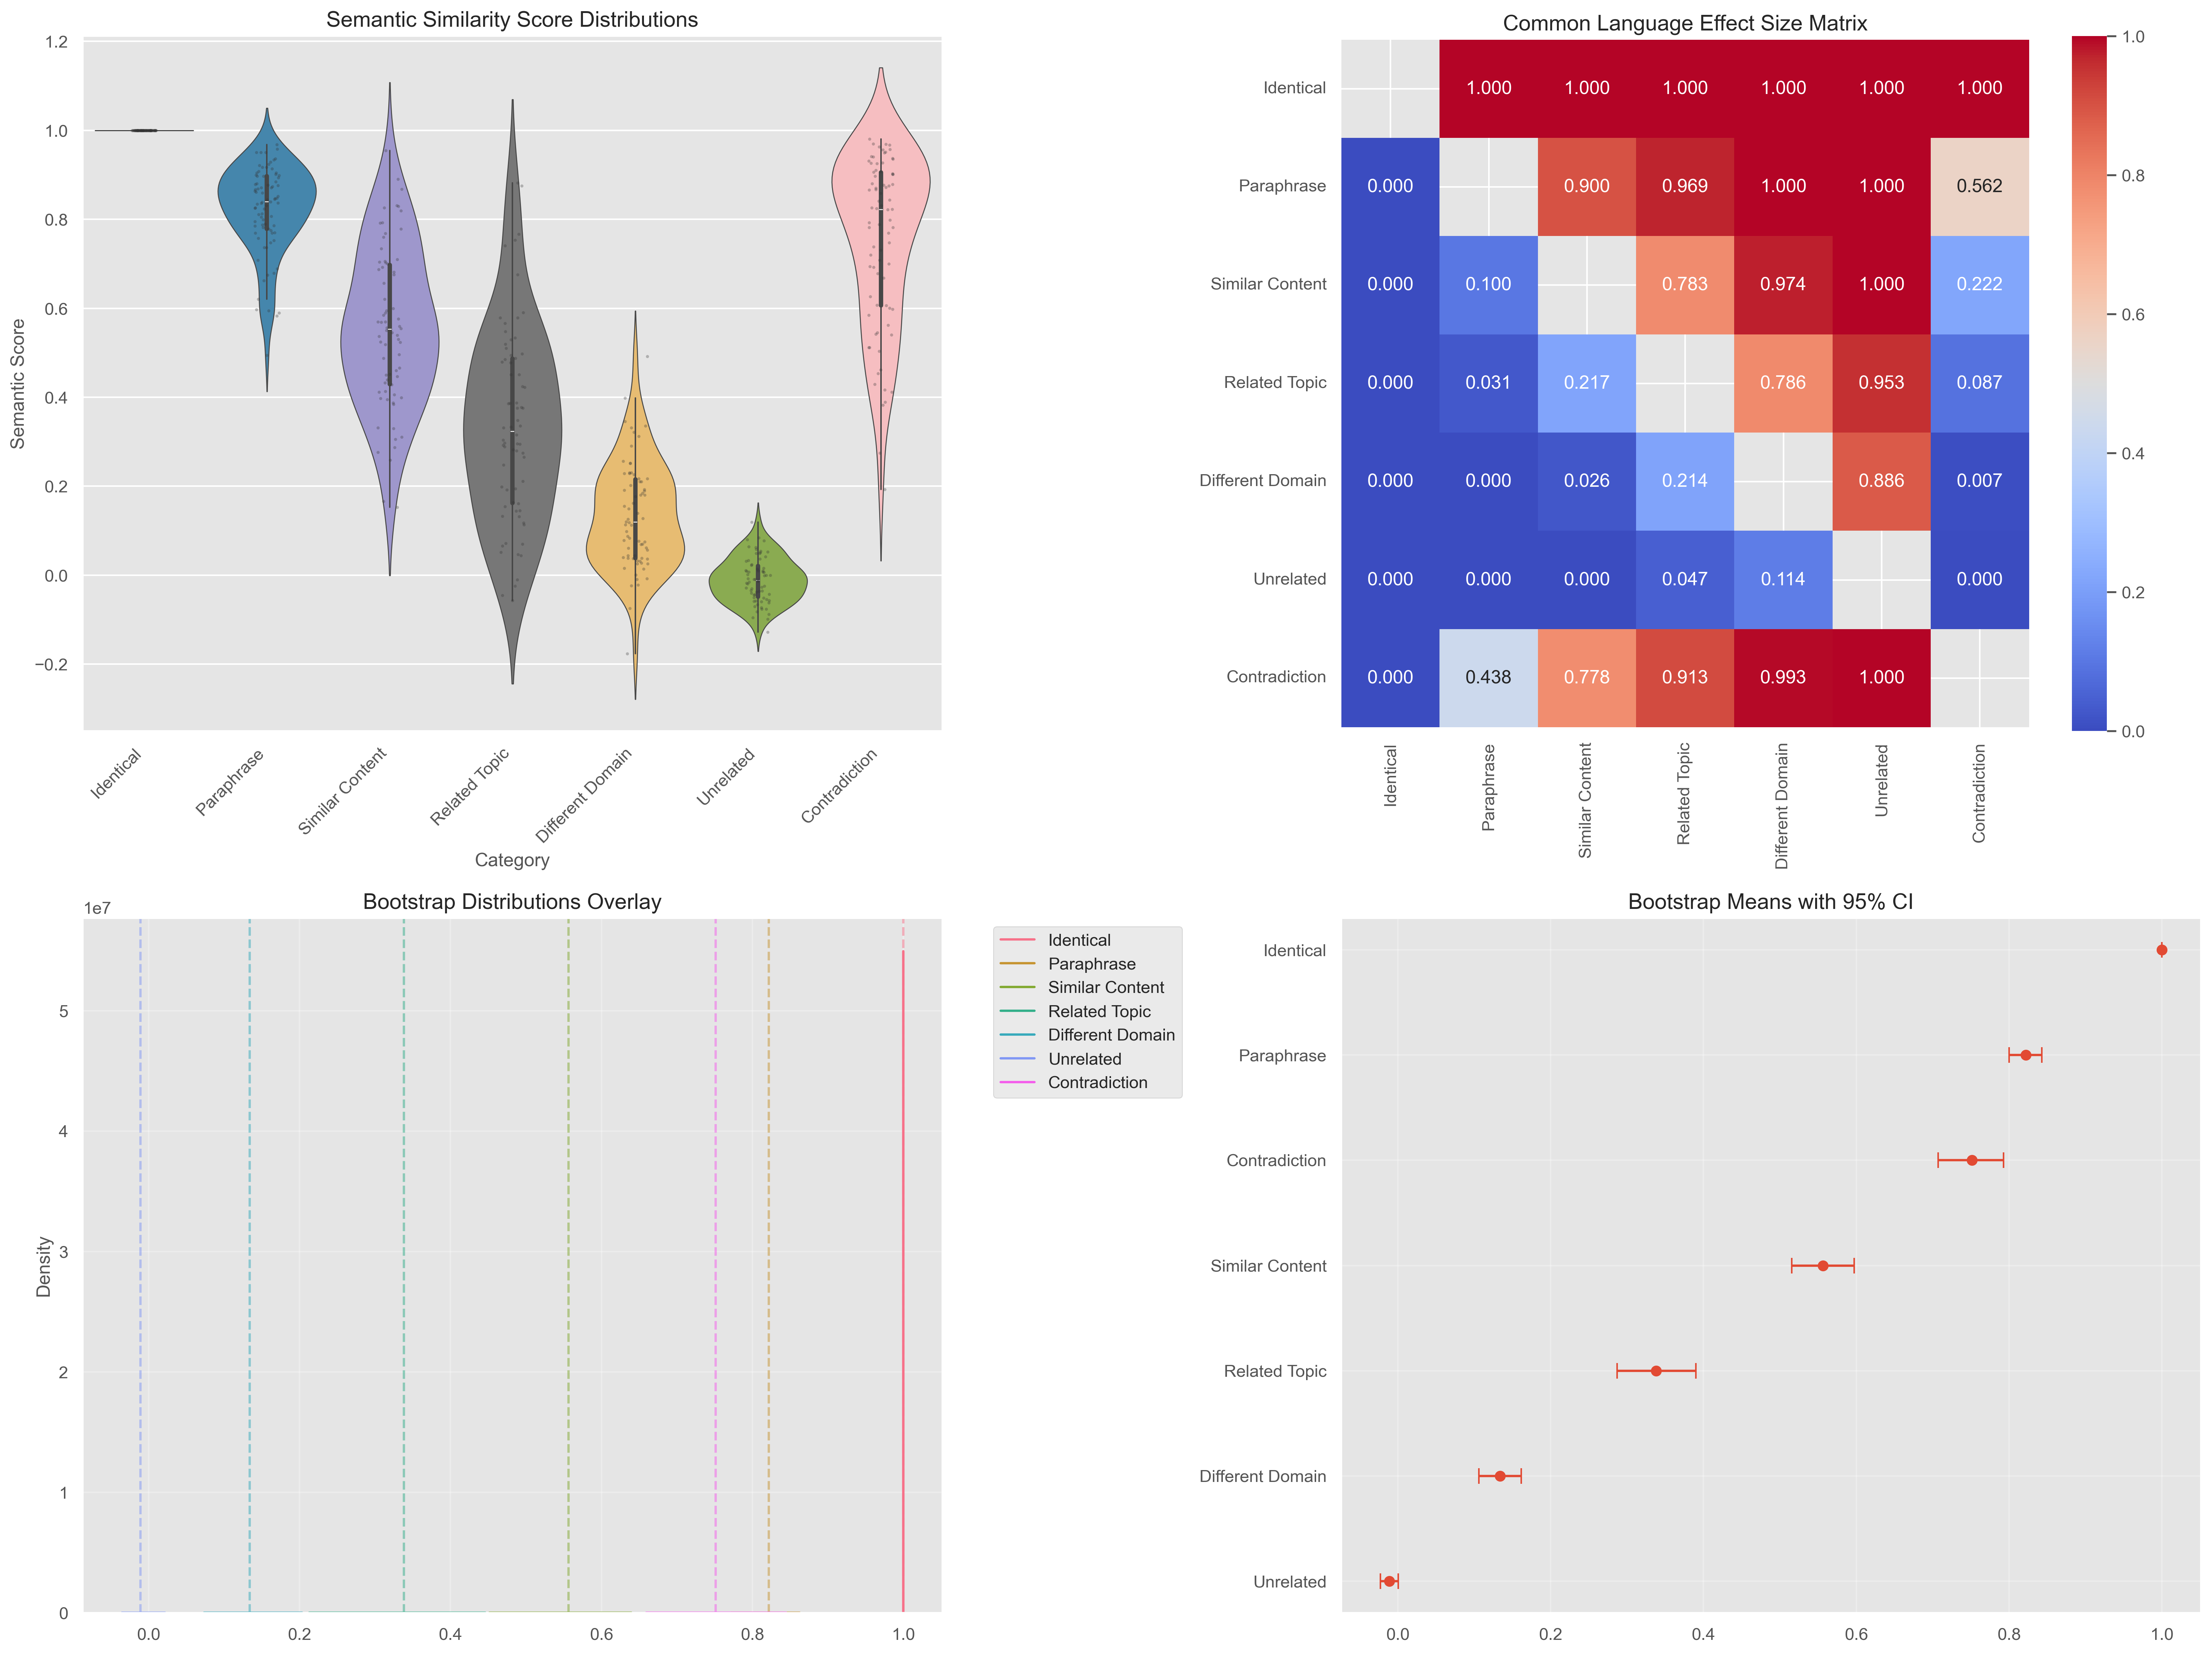 Semantic Similarity Score Distributions
1.2
1.0
0.8
0.6
0.4
0.2
0.0
−0.2
Semantic Score
Identical
Paraphrase
Similar Content
Related Topic
Different Domain
Unrelated
Contradiction
Category
Common Language Effect Size Matrix
Identical 1.000 1.000 1.000 1.000 1.000 1.000
Paraphrase 0.000 0.900 0.969 1.000 1.000 0.562
Similar Content 0.000 0.100 0.783 0.974 1.000 0.222
Related Topic 0.000 0.031 0.217 0.786 0.953 0.087
Different Domain 0.000 0.000 0.026 0.214 0.886 0.007
Unrelated 0.000 0.000 0.000 0.047 0.114 0.000
Contradiction 0.000 0.438 0.778 0.913 0.993 1.000
Identical
Paraphrase
Similar Content
Related Topic
Different Domain
Unrelated
Contradiction
1.0
0.8
0.6
0.4
0.2
0.0
Bootstrap Distributions Overlay
1e7
5
4
3
2
1
0
Density
0.0 0.2 0.4 0.6 0.8 1.0
Identical
Paraphrase
Similar Content
Related Topic
Different Domain
Unrelated
Contradiction
Bootstrap Means with 95% CI
Identical
Paraphrase
Contradiction
Similar Content
Related Topic
Different Domain
Unrelated
0.0 0.2 0.4 0.6 0.8 1.0